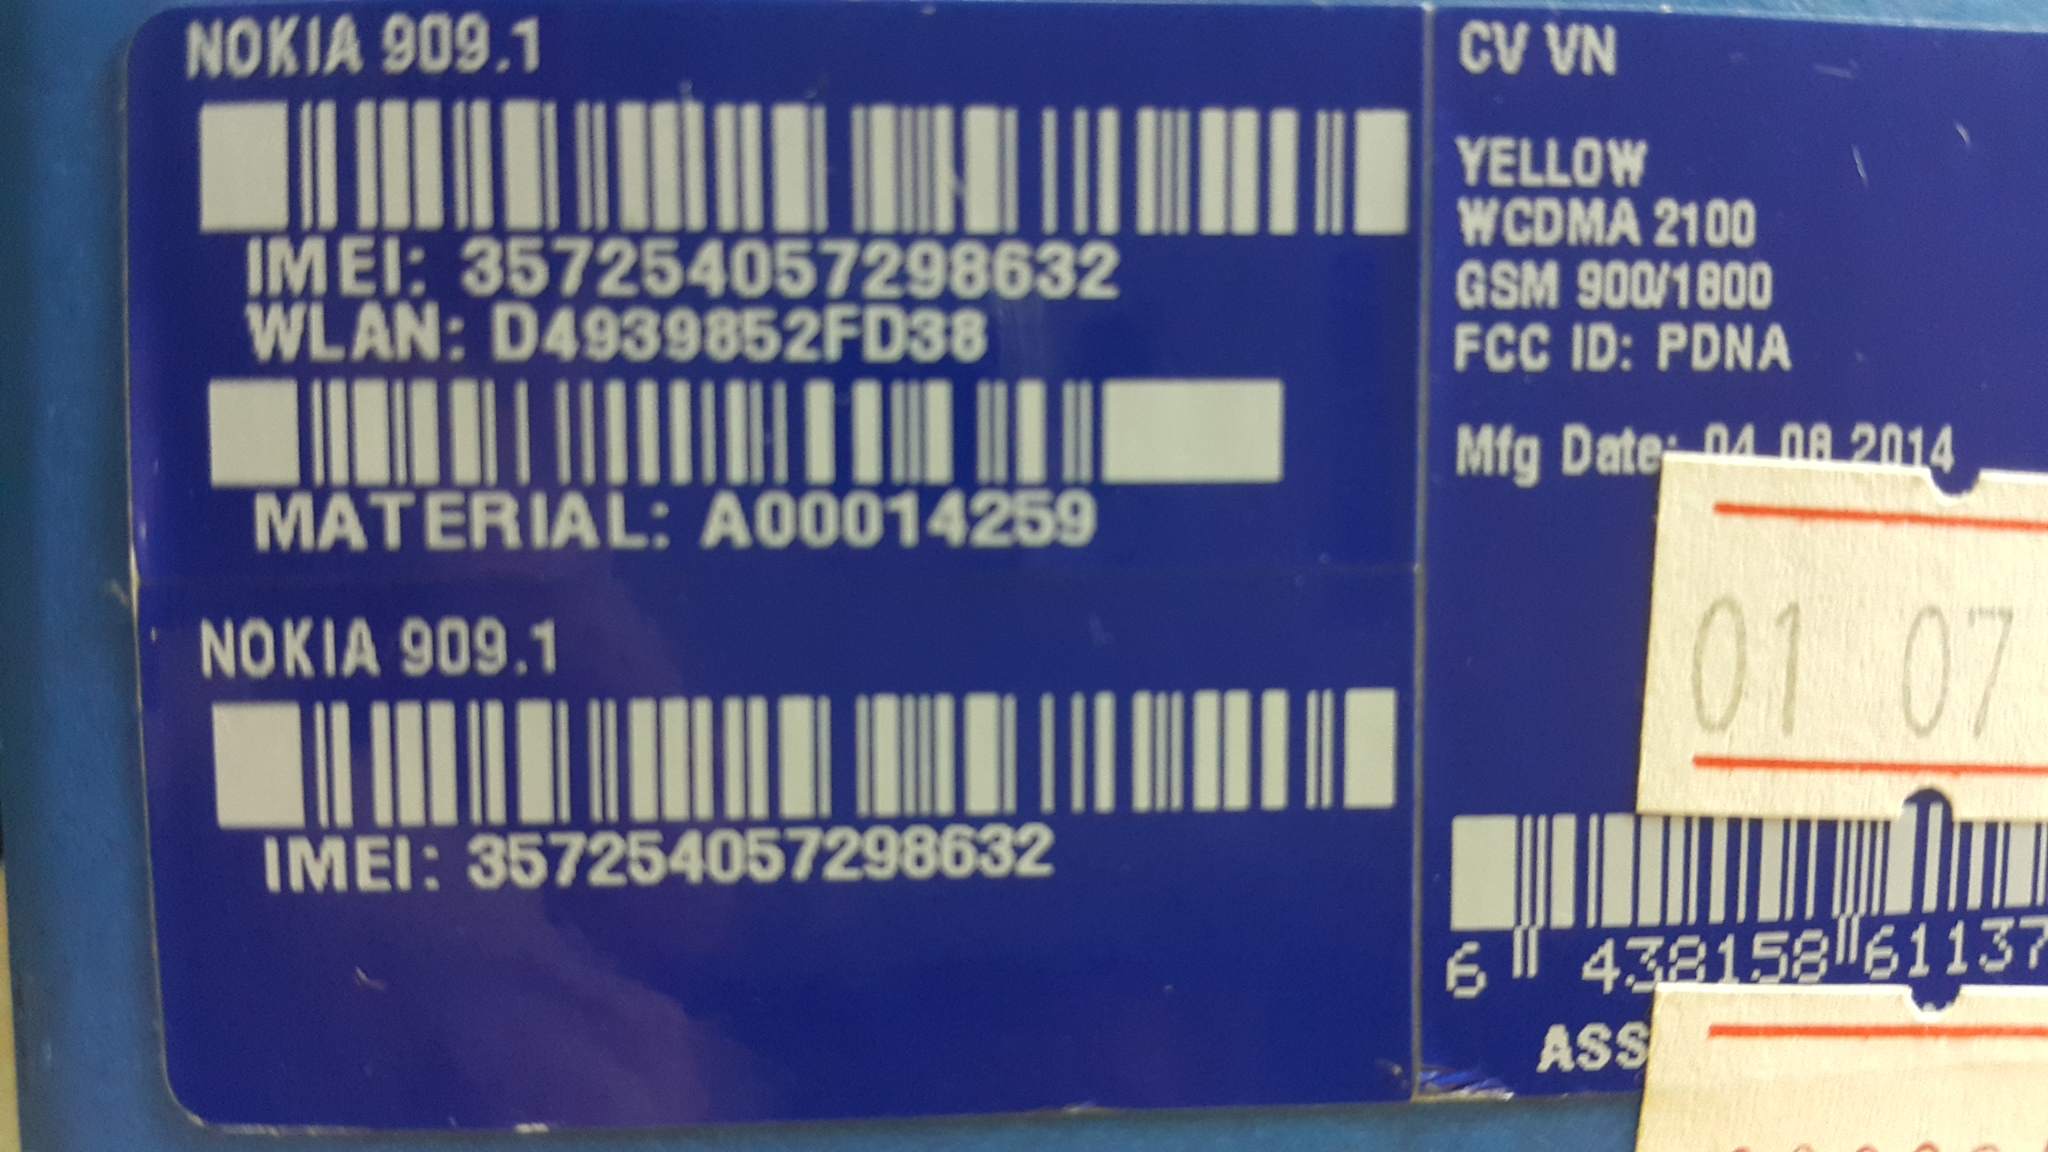 NOKIA 909.1
IMEI: 357254057298632
WLAN: D4939852FD38
MATERIAL: A00014259
NOKIA 909.1
IMEI: 357254057298632
CV VN
YELLOW
WCDMA 2100
GSM 900/1800
FCC ID: PDNA
Mfg Date: 04.08.2014
01 07
6 438158 61137